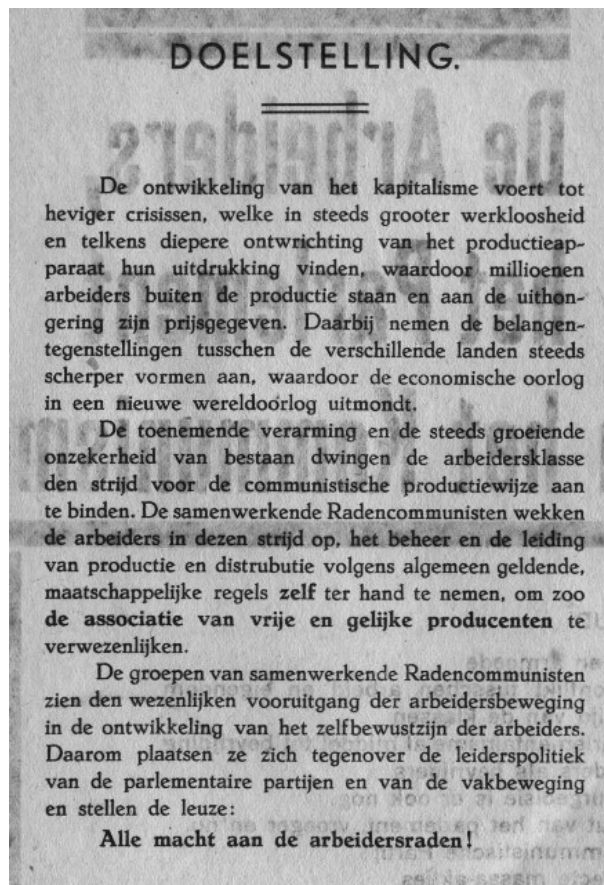 DOELSTELLING.
De ontwikkeling van het kapitalisme voert tot
heviger crisissen, welke in steeds grooter werkloosheid
en telkens diepere ontwrichting van het productieap-
paraat hun uitdrukking vinden, waardoor millioenen
arbeiders buiten de productie staan en aan de uithon-
gering zijn prijsgegeven. Daarbij nemen de belangen-
tegenstellingen tusschen de verschillende landen steeds
scherper vormen aan, waardoor de economische oorlog
in een nieuwe wereldoorlog uitmondt.
De toenemende verarming en de steeds groeiende
onzekerheid van bestaan dwingen de arbeidersklasse
den strijd voor de communistische productiewijze aan
te binden. De samenwerkende Radencommunisten wekken
de arbeiders in dezen strijd op, het beheer en de leiding
van productie en distrubutie volgens algemeen geldende,
maatschappelijke regels zelf ter hand te nemen, om zoo
de associatie van vrije en gelijke producenten te
verwezenlijken.
De groepen van samenwerkende Radencommunisten
zien den wezenlijken vooruitgang der arbeidersbeweging
in de ontwikkeling van het zelfbewustzijn der arbeiders.
Daarom plaatsen ze zich tegenover de leiderspolitiek
van de parlementaire partijen en van de vakbeweging
en stellen de leuze:
Alle macht aan de arbeidersraden!